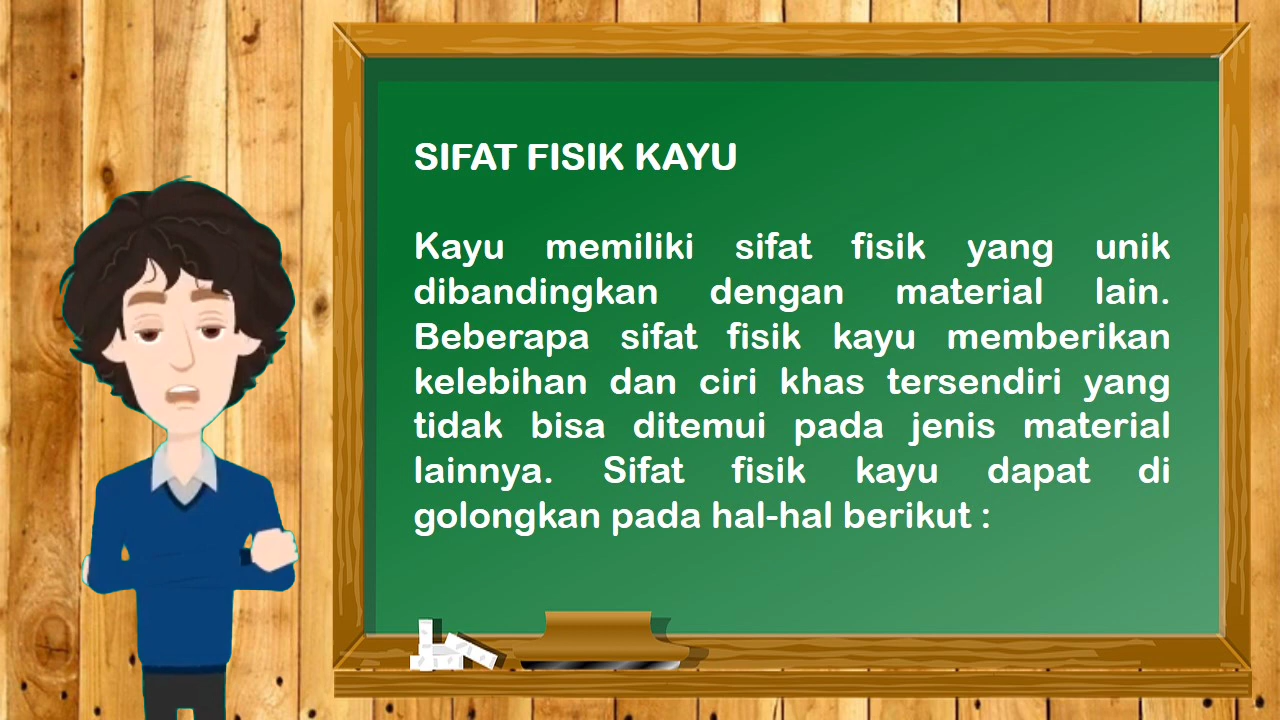 SIFAT FISIK KAYU
Kayu memiliki sifat fisik yang unik
dibandingkan dengan material lain.
Beberapa sifat fisik kayu memberikan
kelebihan dan ciri khas tersendiri yang
tidak bisa ditemui pada jenis material
lainnya. Sifat fisik kayu dapat di
golongkan pada hal-hal berikut :